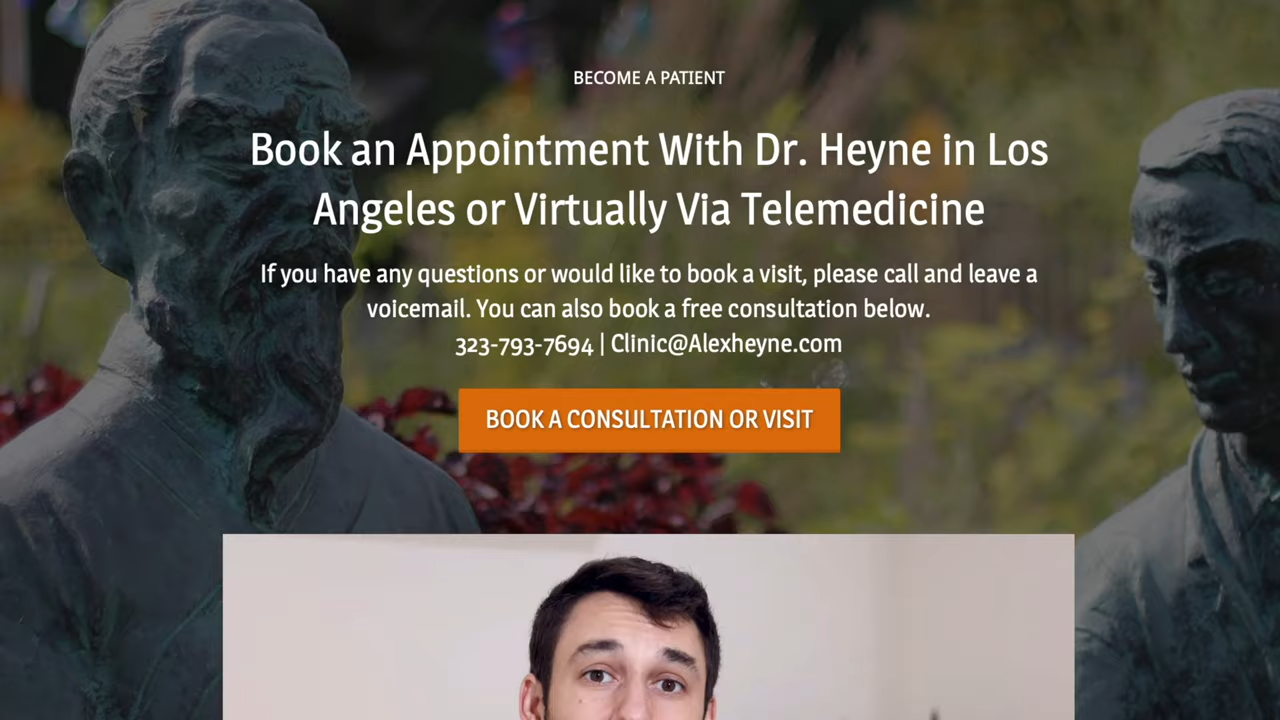 BECOME A PATIENT
Book an Appointment With Dr. Heyne in Los
Angeles or Virtually Via Telemedicine
If you have any questions or would like to book a visit, please call and leave a
voicemail. You can also book a free consultation below.
323-793-7694 | Clinic@Alexheyne.com
BOOK A CONSULTATION OR VISIT